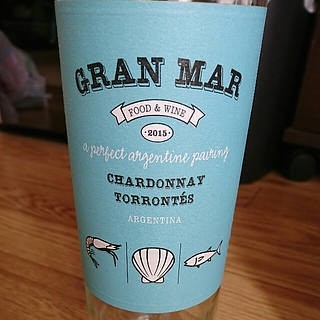 GRAN MAR
FOOD & WINE
·2015·
a perfect argentine pairing
CHARDONNAY
TORRONTÉS
ARGENTINA